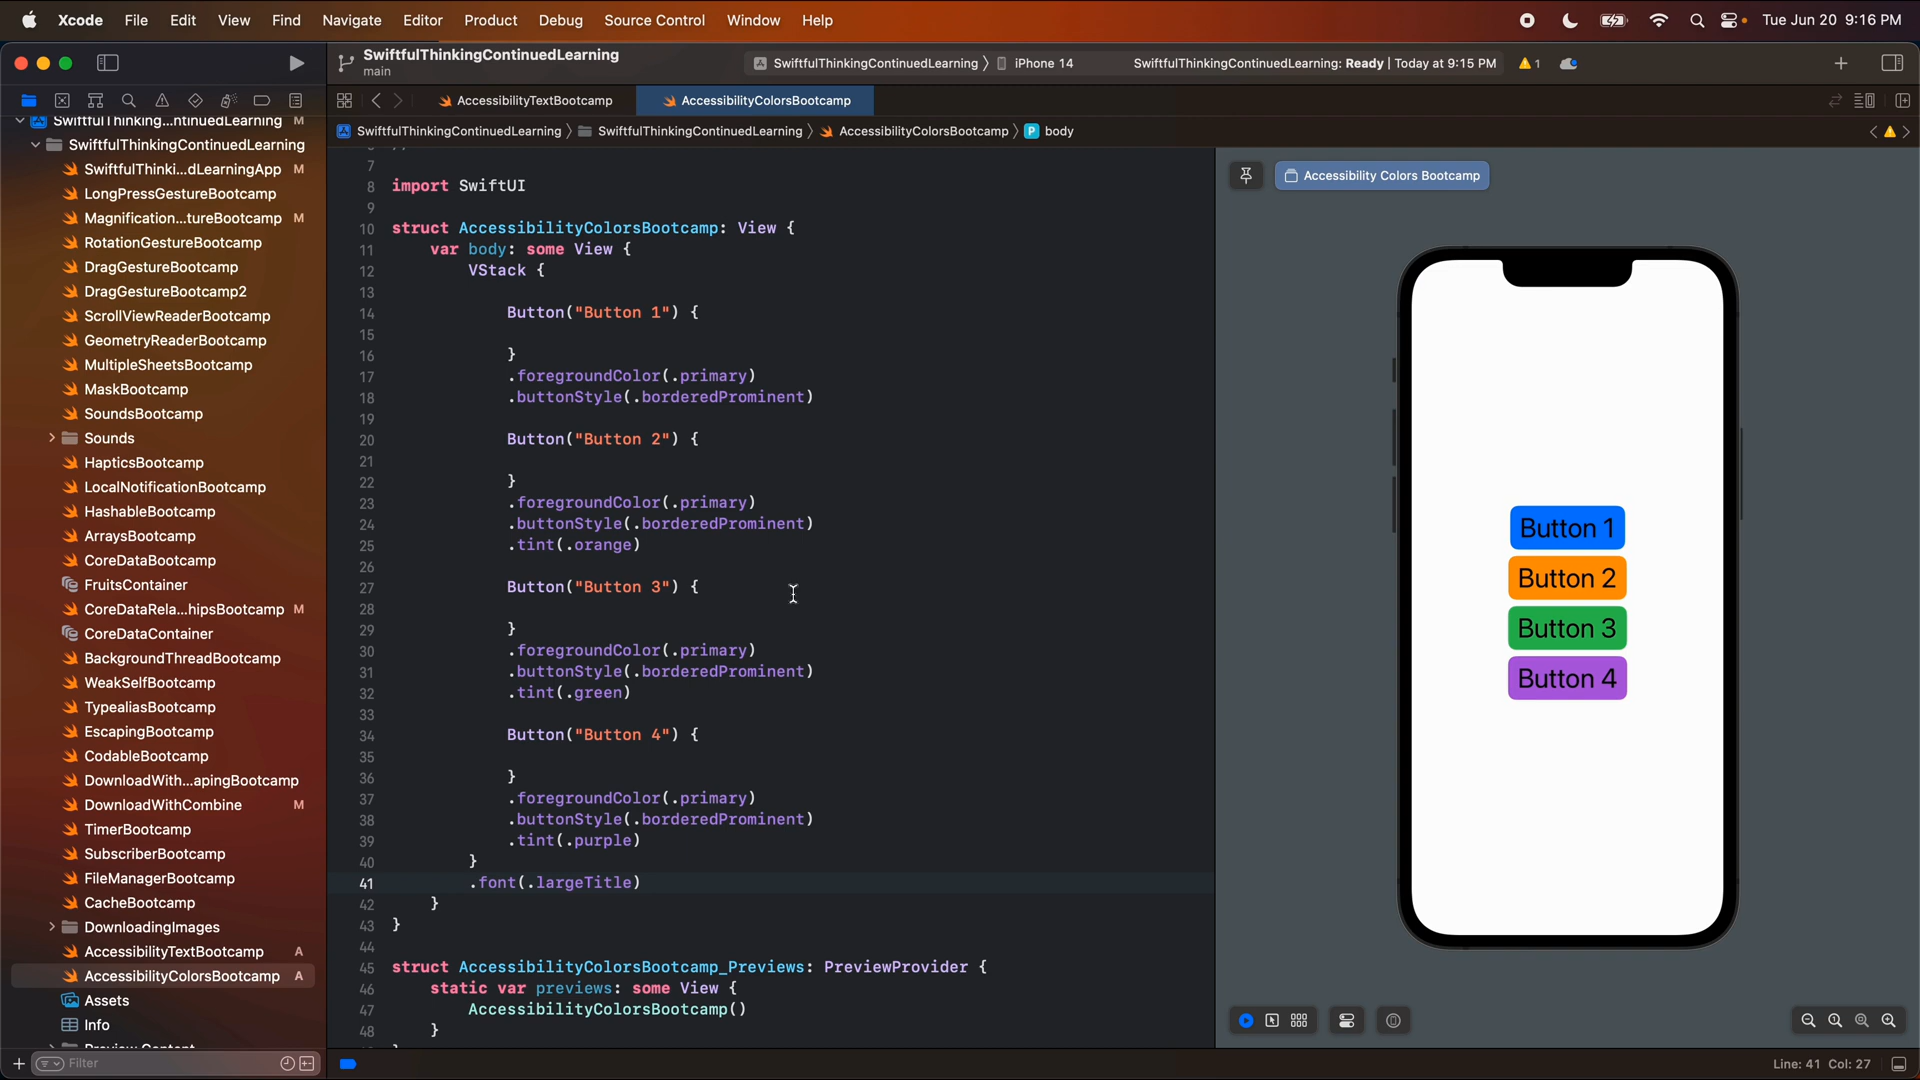 Xcode File Edit View Find Navigate Editor Product Debug Source Control Window Help Tue Jun 20 9:16 PM
SwiftfulThinkingContinuedLearning
main
SwiftfulThinkingContinuedLearning 〉 iPhone 14 SwiftfulThinkingContinuedLearning: Ready | Today at 9:15 PM 1
AccessibilityTextBootcamp AccessibilityColorsBootcamp
SwiftfulThinkingContinuedLearning 〉 SwiftfulThinkingContinuedLearning 〉 AccessibilityColorsBootcamp 〉 P body
SwiftfulThinking...ntinuedLearning M
SwiftfulThinkingContinuedLearning
SwiftfulThinki...dLearningApp M
LongPressGestureBootcamp
Magnification...tureBootcamp M
RotationGestureBootcamp
DragGestureBootcamp
DragGestureBootcamp2
ScrollViewReaderBootcamp
GeometryReaderBootcamp
MultipleSheetsBootcamp
MaskBootcamp
SoundsBootcamp
Sounds
HapticsBootcamp
LocalNotificationBootcamp
HashableBootcamp
ArraysBootcamp
CoreDataBootcamp
FruitsContainer
CoreDataRela...hipsBootcamp M
CoreDataContainer
BackgroundThreadBootcamp
WeakSelfBootcamp
TypealiasBootcamp
EscapingBootcamp
CodableBootcamp
DownloadWith...apingBootcamp
DownloadWithCombine M
TimerBootcamp
SubscriberBootcamp
FileManagerBootcamp
CacheBootcamp
DownloadingImages
AccessibilityTextBootcamp A
AccessibilityColorsBootcamp A
Assets
Info
Filter
7
8 import SwiftUI
9
10 struct AccessibilityColorsBootcamp: View {
11 var body: some View {
12 VStack {
13
14 Button("Button 1") {
15
16 }
17 .foregroundColor(.primary)
18 .buttonStyle(.borderedProminent)
19
20 Button("Button 2") {
21
22 }
23 .foregroundColor(.primary)
24 .buttonStyle(.borderedProminent)
25 .tint(.orange)
26
27 Button("Button 3") {
28
29 }
30 .foregroundColor(.primary)
31 .buttonStyle(.borderedProminent)
32 .tint(.green)
33
34 Button("Button 4") {
35
36 }
37 .foregroundColor(.primary)
38 .buttonStyle(.borderedProminent)
39 .tint(.purple)
40 }
41 .font(.largeTitle)
42 }
43 }
44
45 struct AccessibilityColorsBootcamp_Previews: PreviewProvider {
46 static var previews: some View {
47 AccessibilityColorsBootcamp()
48 }
Accessibility Colors Bootcamp
Button 1
Button 2
Button 3
Button 4
Line: 41 Col: 27